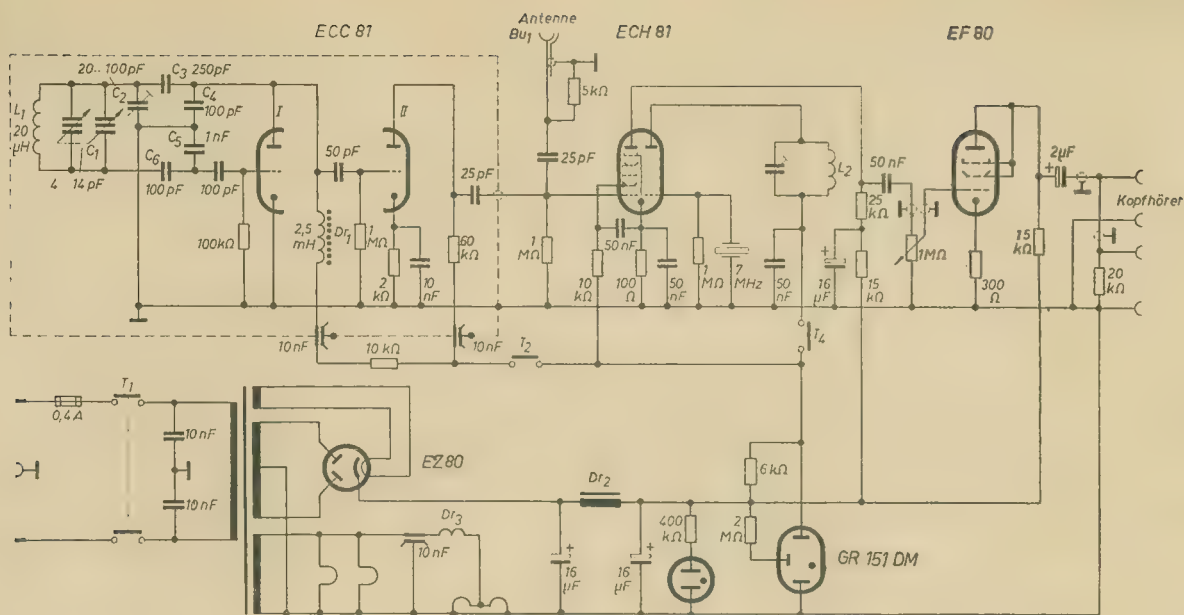 ECC 81
Antenne
Bu1
ECH 81
EF 80
20...100pF
C3
250pF
C2
C4
100pF
L1
20
µH
C1
C5
1nF
C6
4
14pF
100pF
100pF
I
II
5kΩ
50pF
25pF
25pF
L2
50nF
2µF
Kopfhörer
100kΩ
2,5
mH
Dr1
1
MΩ
2
kΩ
10
nF
60
kΩ
1
MΩ
50nF
10
kΩ
100
Ω
50
nF
1
MΩ
7
MHz
50
nF
16
µF
25
kΩ
15
kΩ
1MΩ
300
Ω
15
kΩ
20
kΩ
10nF
10nF
10kΩ
T2
T4
T1
0,4A
10nF
10nF
EZ80
Dr2
6kΩ
Dr3
10nF
16
µF
16
µF
400
kΩ
2
MΩ
GR 151 DM